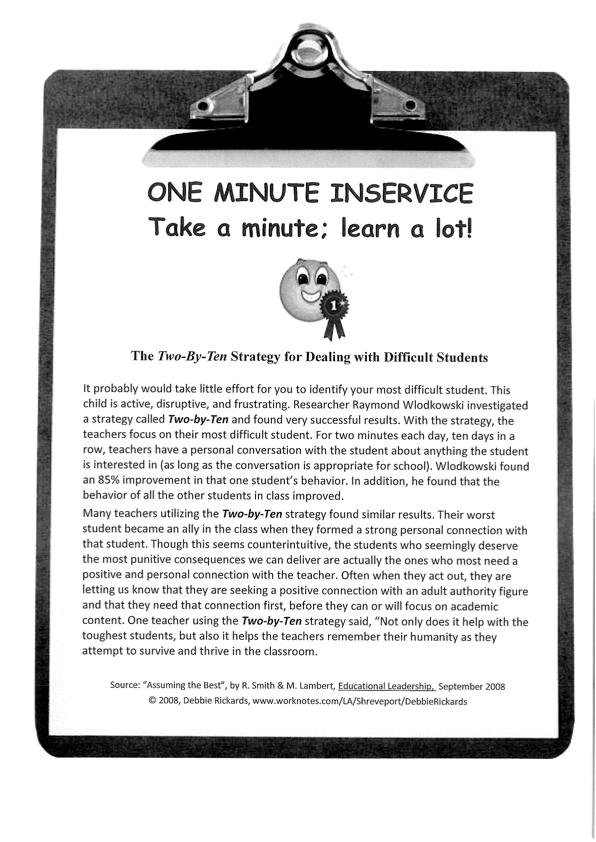 ONE MINUTE INSERVICE
Take a minute; learn a lot!
1
The Two-By-Ten Strategy for Dealing with Difficult Students
It probably would take little effort for you to identify your most difficult student. This
child is active, disruptive, and frustrating. Researcher Raymond Wlodkowski investigated
a strategy called Two-by-Ten and found very successful results. With the strategy, the
teachers focus on their most difficult student. For two minutes each day, ten days in a
row, teachers have a personal conversation with the student about anything the student
is interested in (as long as the conversation is appropriate for school). Wlodkowski found
an 85% improvement in that one student's behavior. In addition, he found that the
behavior of all the other students in class improved.
Many teachers utilizing the Two-by-Ten strategy found similar results. Their worst
student became an ally in the class when they formed a strong personal connection with
that student. Though this seems counterintuitive, the students who seemingly deserve
the most punitive consequences we can deliver are actually the ones who most need a
positive and personal connection with the teacher. Often when they act out, they are
letting us know that they are seeking a positive connection with an adult authority figure
and that they need that connection first, before they can or will focus on academic
content. One teacher using the Two-by-Ten strategy said, "Not only does it help with the
toughest students, but also it helps the teachers remember their humanity as they
attempt to survive and thrive in the classroom.
Source: "Assuming the Best", by R. Smith & M. Lambert, Educational Leadership, September 2008
© 2008, Debbie Rickards, www.worknotes.com/LA/Shreveport/DebbieRickards